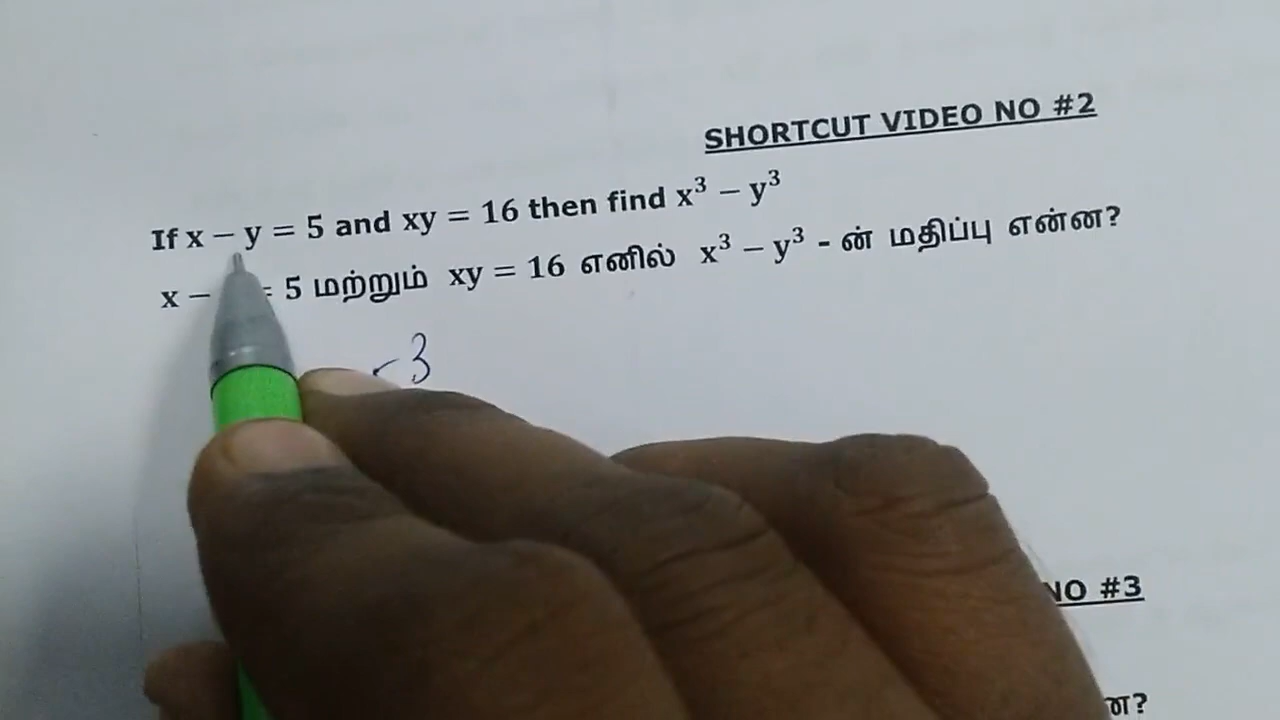 SHORTCUT VIDEO NO #2
If x − y = 5 and xy = 16 then find x³ − y³
x − = 5 மற்றும் xy = 16 எனில் x³ − y³ - ன் மதிப்பு என்ன?
3
NO #3